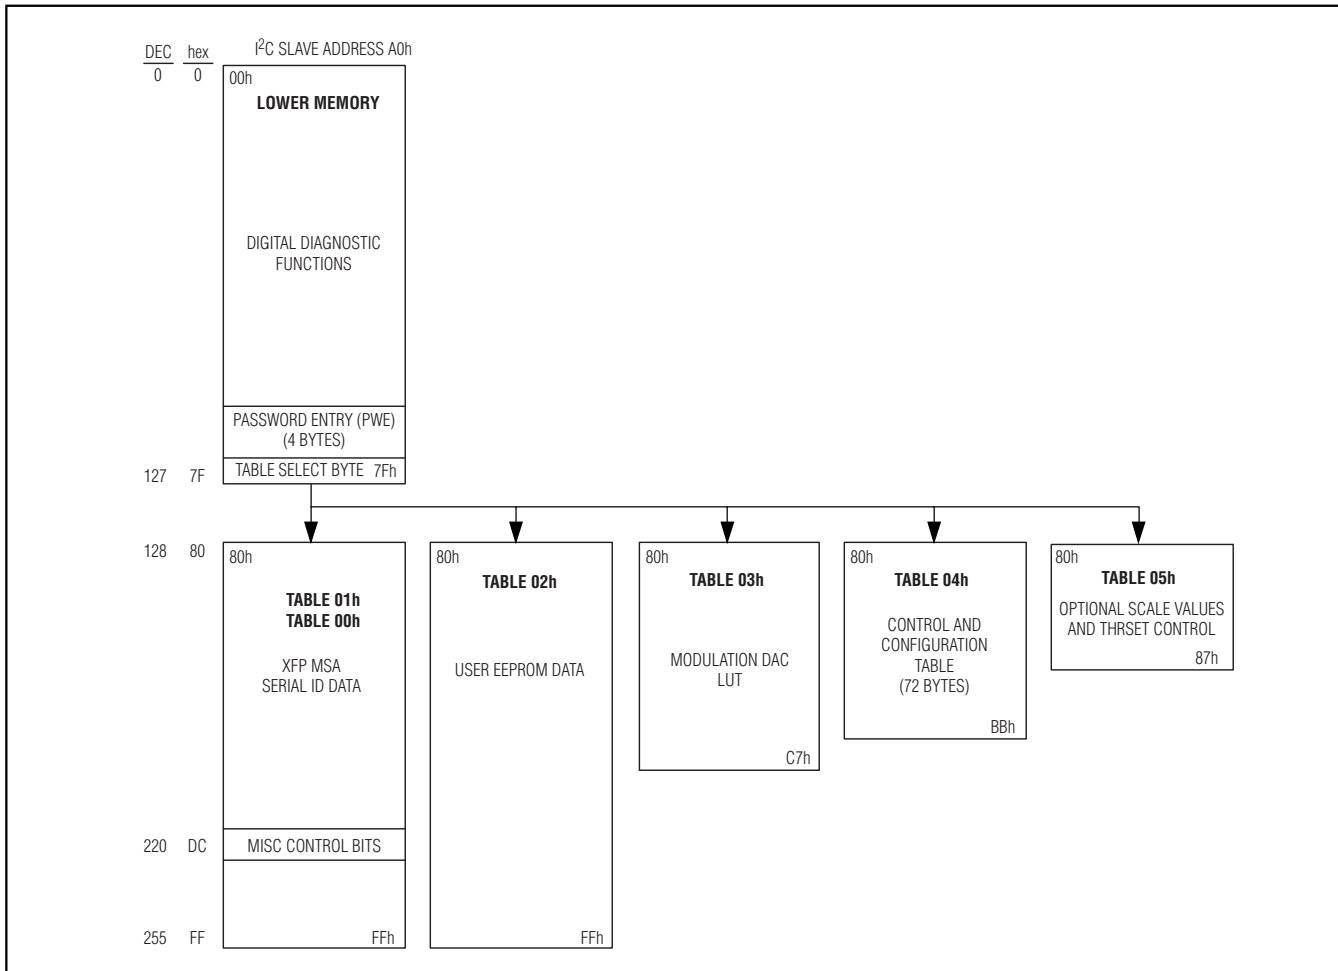 DEC hex I²C SLAVE ADDRESS A0h
0 0
00h
LOWER MEMORY
DIGITAL DIAGNOSTIC
FUNCTIONS
PASSWORD ENTRY (PWE)
(4 BYTES)
127 7F TABLE SELECT BYTE 7Fh
128 80
80h
TABLE 01h
TABLE 00h
XFP MSA
SERIAL ID DATA
220 DC MISC CONTROL BITS
255 FF FFh
80h
TABLE 02h
USER EEPROM DATA
FFh
80h
TABLE 03h
MODULATION DAC
LUT
C7h
80h
TABLE 04h
CONTROL AND
CONFIGURATION
TABLE
(72 BYTES)
BBh
80h
TABLE 05h
OPTIONAL SCALE VALUES
AND THRSET CONTROL
87h